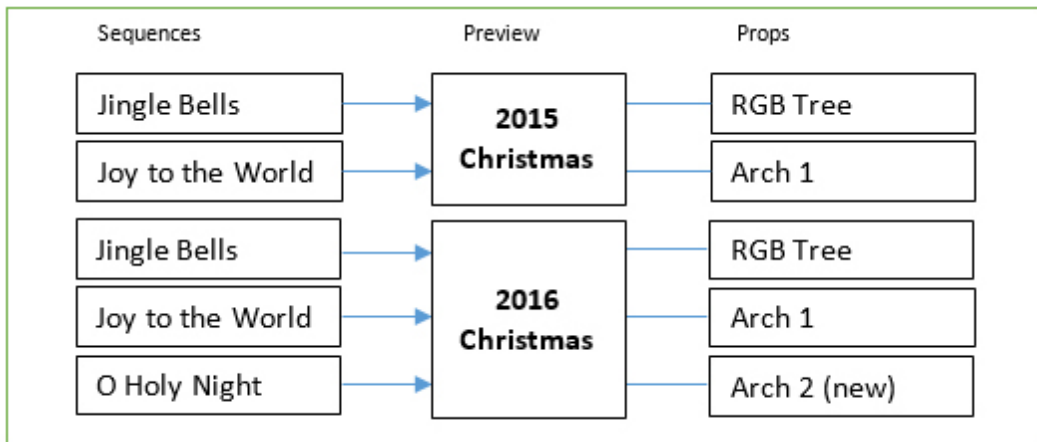 Sequences Preview Props
Jingle Bells
Joy to the World
2015
Christmas
RGB Tree
Arch 1
Jingle Bells
Joy to the World
O Holy Night
2016
Christmas
RGB Tree
Arch 1
Arch 2 (new)